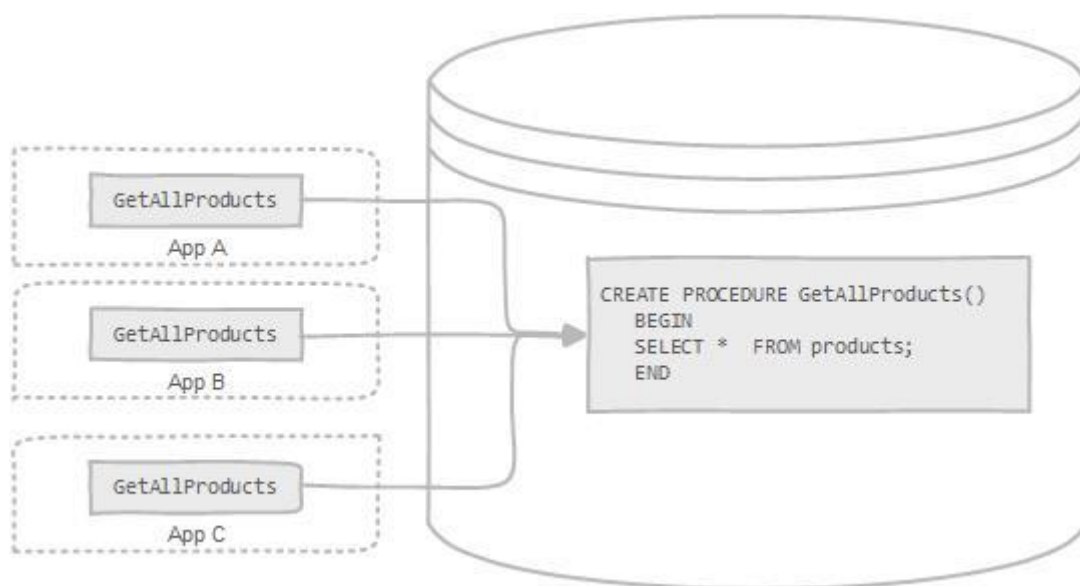 GetAllProducts
App A
GetAllProducts
App B
GetAllProducts
App C
CREATE PROCEDURE GetAllProducts()
BEGIN
SELECT *  FROM products;
END